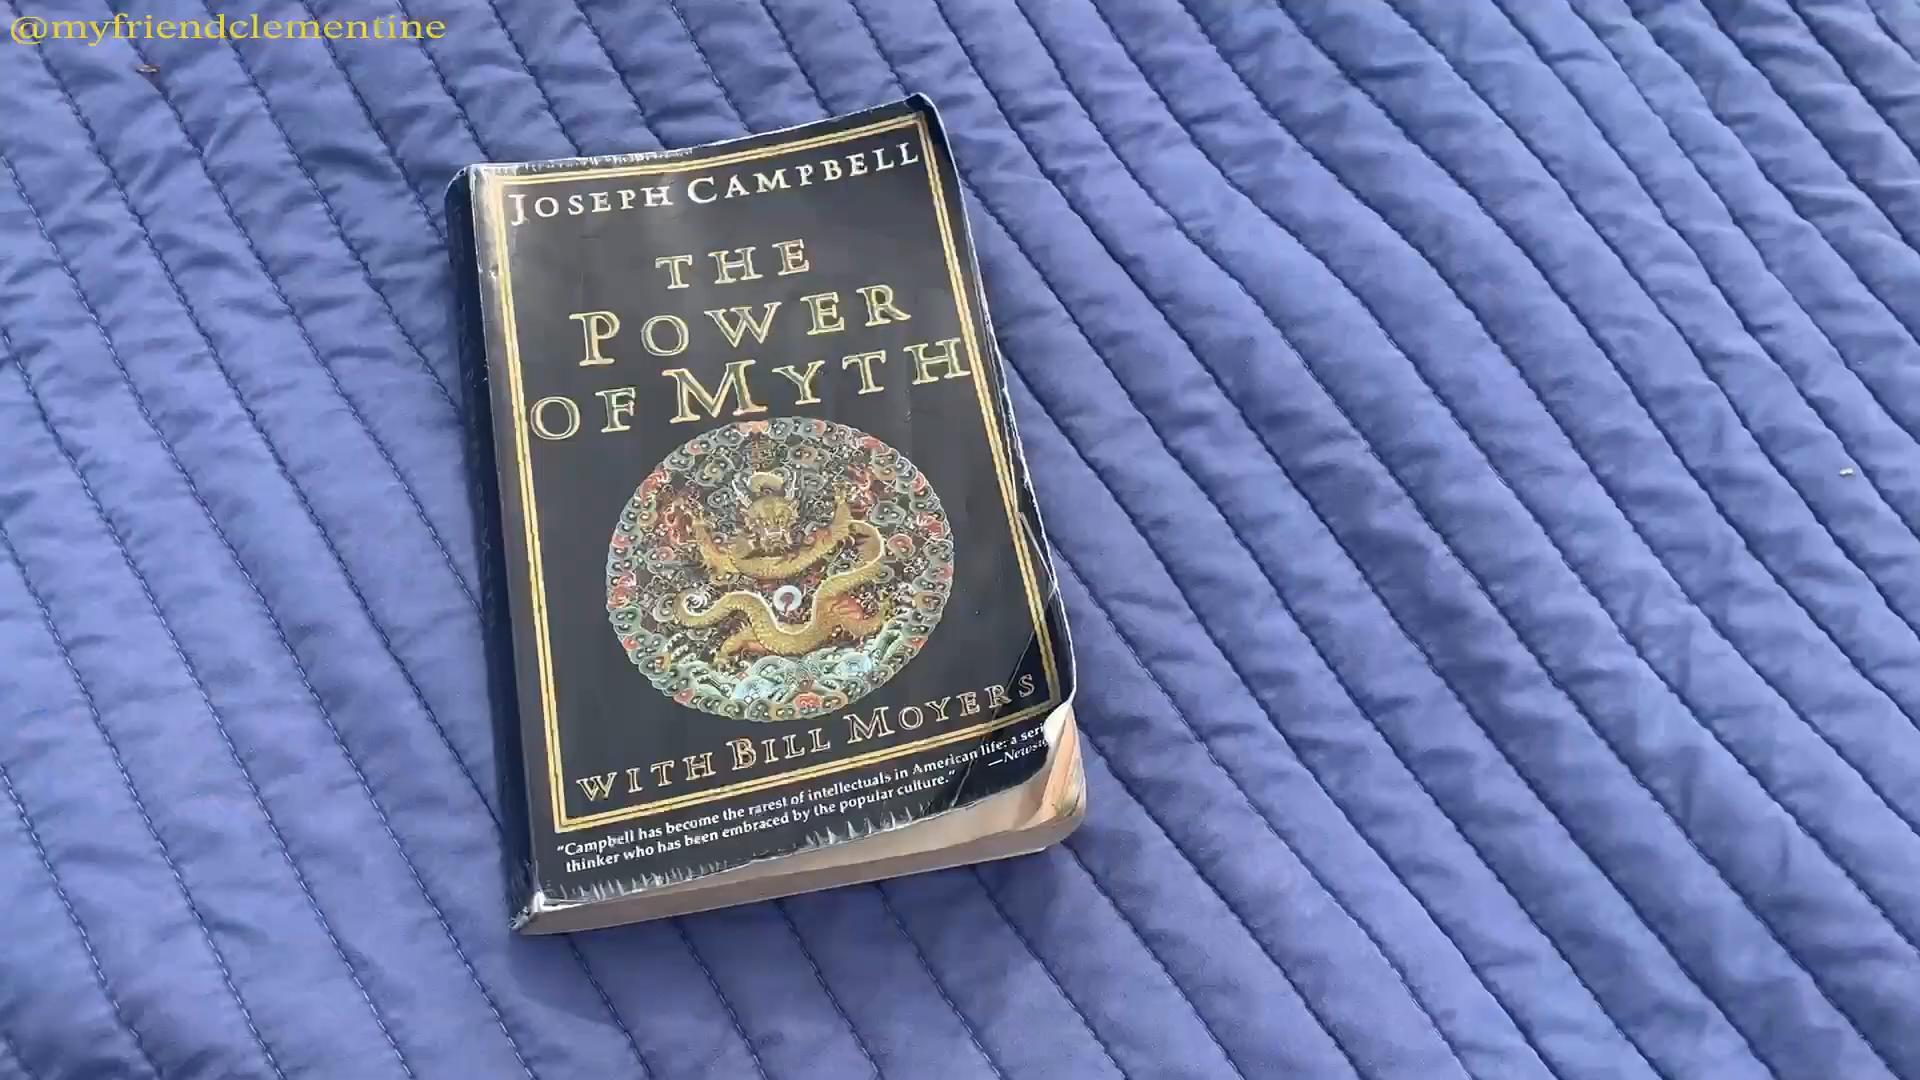 @myfriendclementine
JOSEPH CAMPBELL
THE
POWER
OF MYTH
WITH BILL MOYERS
"Campbell has become the rarest of intellectuals in American life: a
thinker who has been embraced by the popular culture."